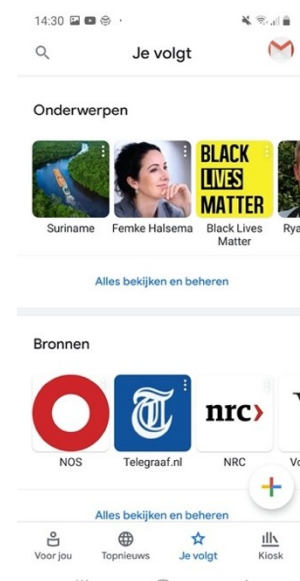 14:30
Je volgt
Onderwerpen
BLACK
LIVES
MATTER
Suriname
Femke Halsema
Black Lives
Matter
Rya
Alles bekijken en beheren
Bronnen
nrc>
NOS
Telegraaf.nl
NRC
Alles bekijken en beheren
Voor jou
Topnieuws
Je volgt
Kiosk